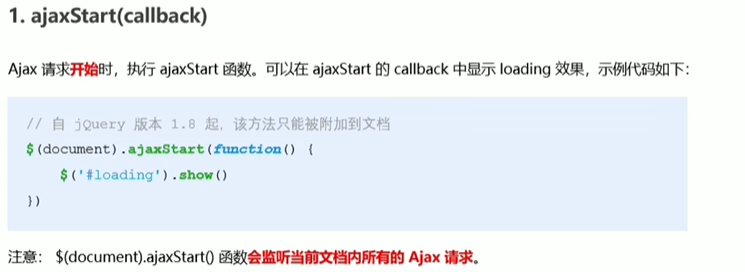 1. ajaxStart(callback)
Ajax 请求开始时，执行 ajaxStart 函数。可以在 ajaxStart 的 callback 中显示 loading 效果，示例代码如下：
// 自 jQuery 版本 1.8 起，该方法只能被附加到文档
$(document).ajaxStart(function() {
    $('#loading').show()
})
注意： $(document).ajaxStart() 函数会监听当前文档内所有的 Ajax 请求。